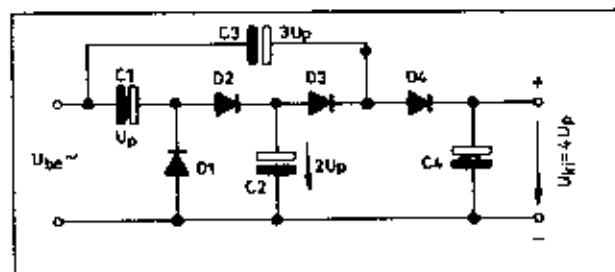 C3 3Up
C1 D2 D3 D4 +
Up
Ube~ D1 C2 2Up C4 Uki=4Up
−